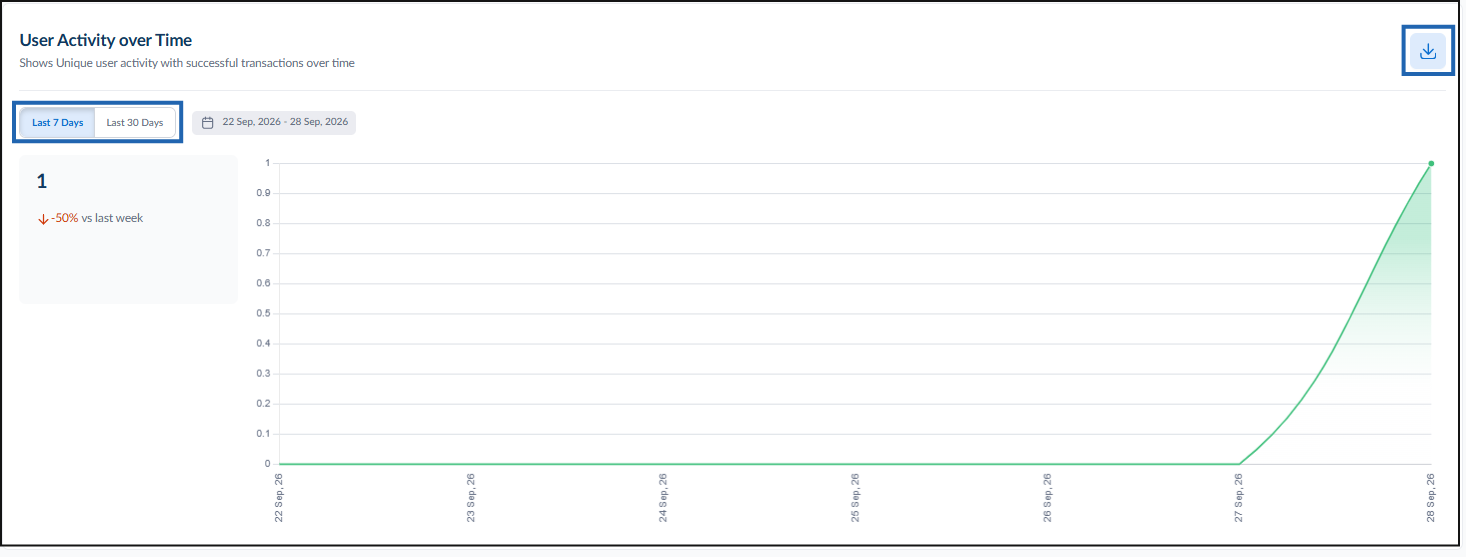 User Activity over Time
Shows Unique user activity with successful transactions over time
Last 7 Days
Last 30 Days
22 Sep, 2026 - 28 Sep, 2026
1
-50% vs last week
1
0.9
0.8
0.7
0.6
0.5
0.4
0.3
0.2
0.1
0
22 Sep, 26
23 Sep, 26
24 Sep, 26
25 Sep, 26
26 Sep, 26
27 Sep, 26
28 Sep, 26